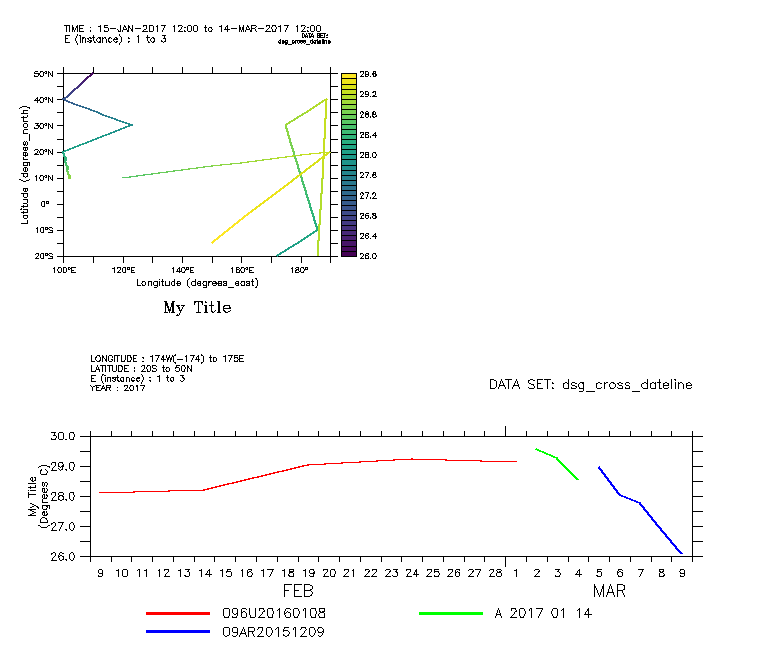 TIME : 15-JAN-2017 12:00 to 14-MAR-2017 12:00
E (instance) : 1 to 3
DATA SET:
dsg_cross_dateline
50°N
40°N
30°N
20°N
10°N
0°
10°S
20°S
Latitude (degrees_north)
100°E 120°E 140°E 160°E 180°
Longitude (degrees_east)
29.6
29.2
28.8
28.4
28.0
27.6
27.2
26.8
26.4
26.0
My Title
LONGITUDE : 174W(-174) to 175E
LATITUDE : 20S to 50N
E (instance) : 1 to 3
YEAR : 2017
DATA SET: dsg_cross_dateline
30.0
29.0
28.0
27.0
26.0
My Title
(Degrees C)
9 10 11 12 13 14 15 16 17 18 19 20 21 22 23 24 25 26 27 28 1 2 3 4 5 6 7 8 9
FEB MAR
096U20160108 A 2017 01 14
09AR20151209